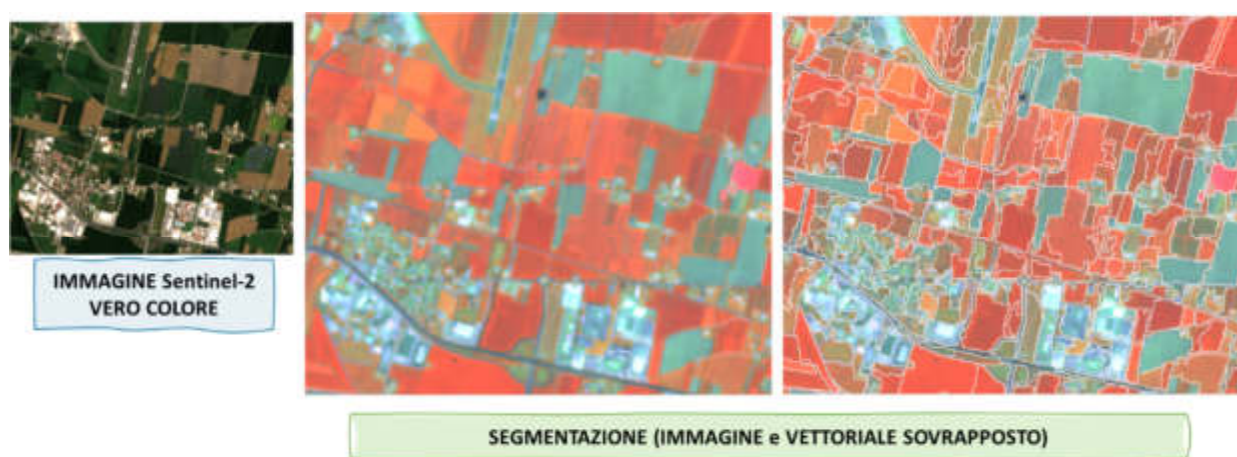 IMMAGINE Sentinel-2
VERO COLORE
SEGMENTAZIONE (IMMAGINE e VETTORIALE SOVRAPPOSTO)